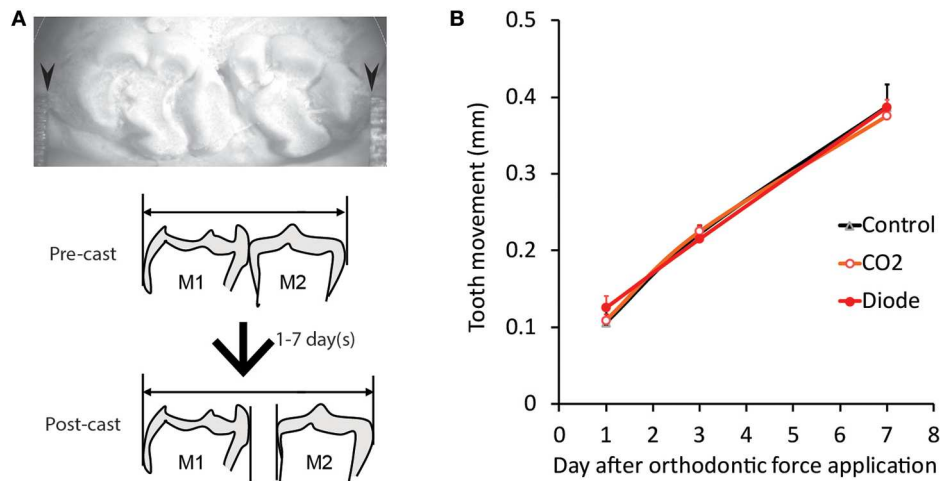 A
Pre-cast
M1
M2
1-7 day(s)
Post-cast
M1
M2
B
Tooth movement (mm)
0.5
0.4
0.3
0.2
0.1
0
0 1 2 3 4 5 6 7 8
Day after orthodontic force application
Control
CO2
Diode